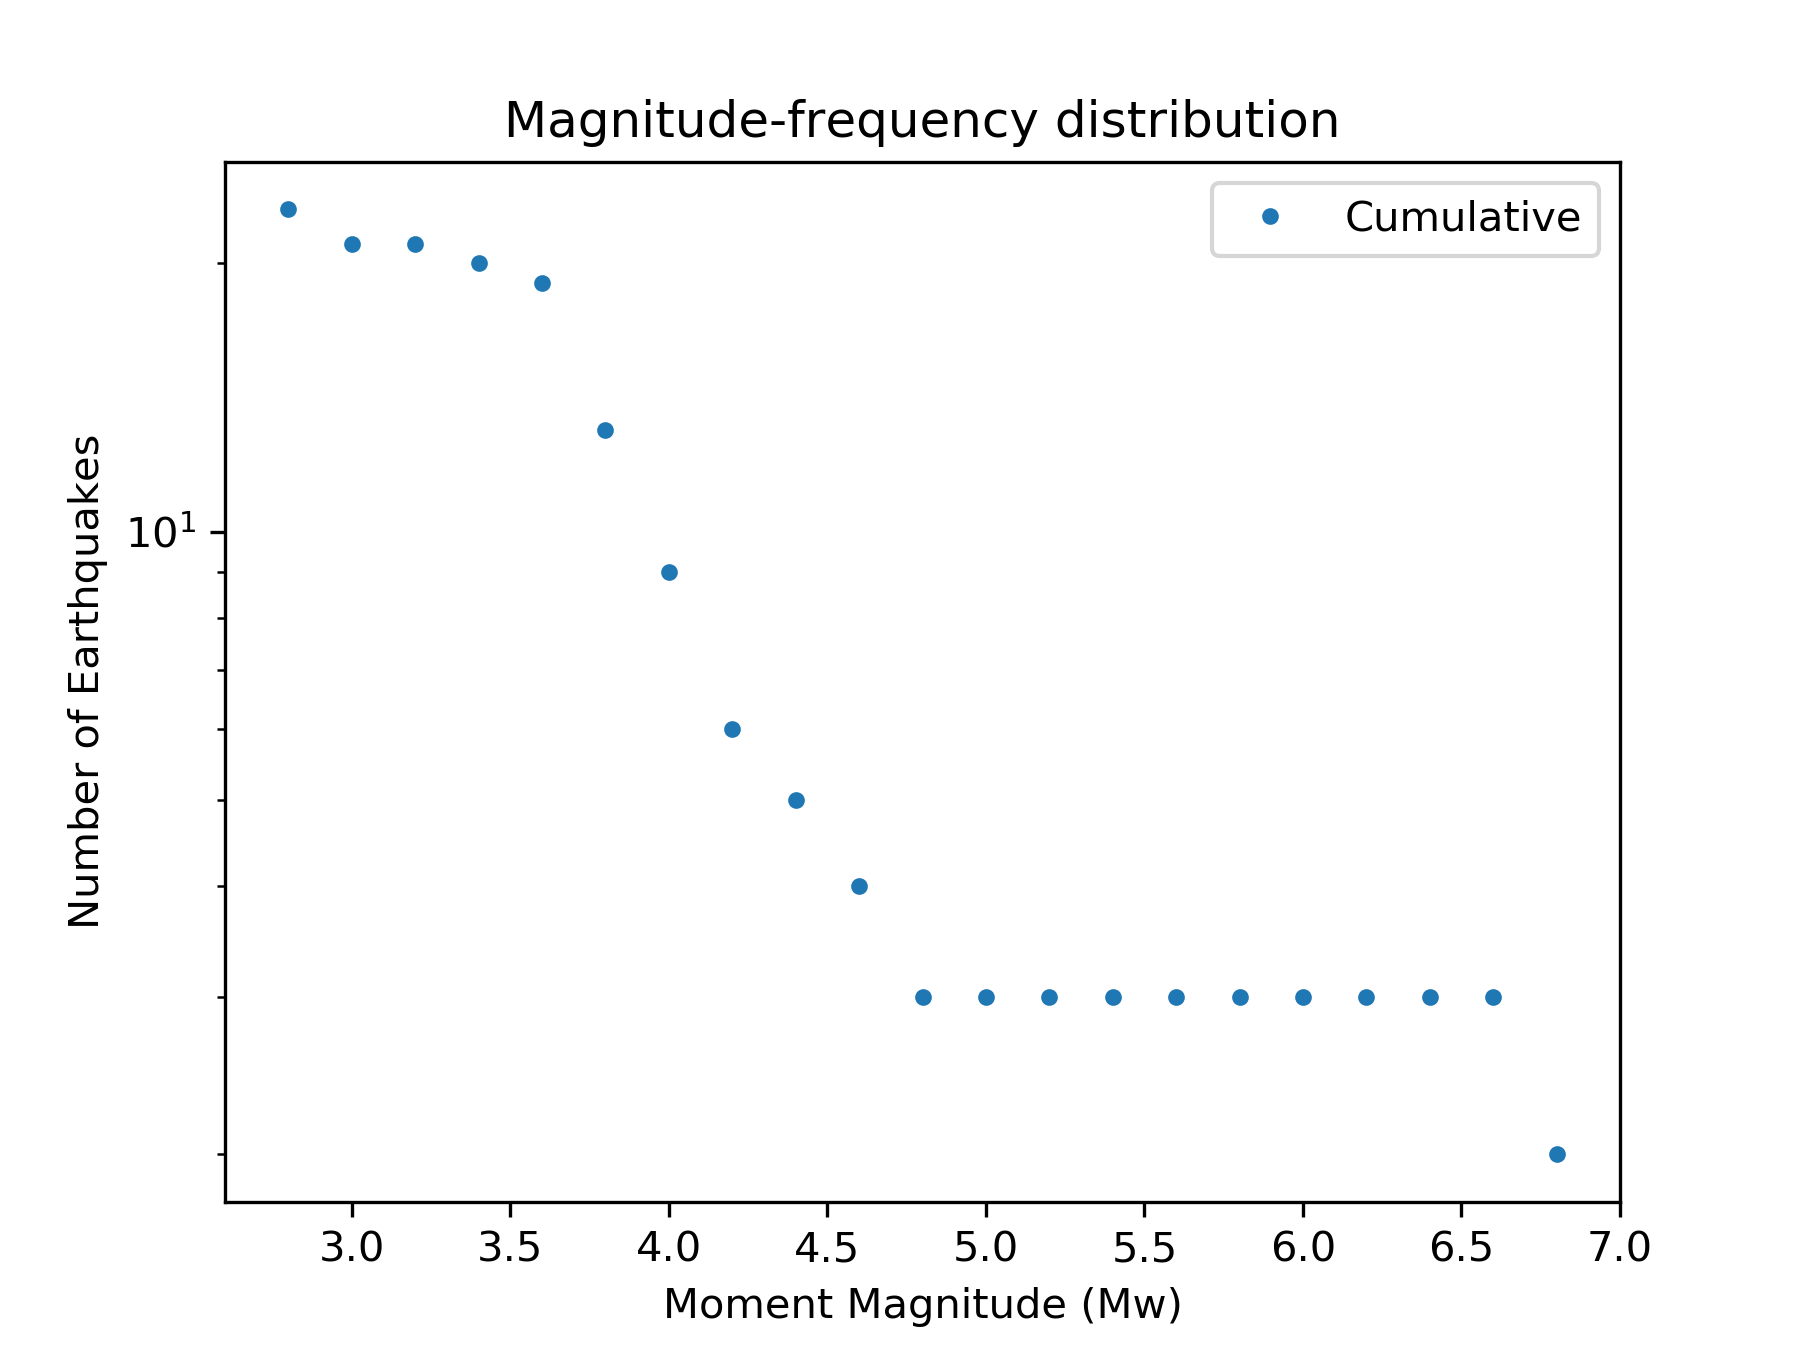 Magnitude-frequency distribution
Cumulative
Number of Earthquakes
10¹
3.0 3.5 4.0 4.5 5.0 5.5 6.0 6.5 7.0
Moment Magnitude (Mw)